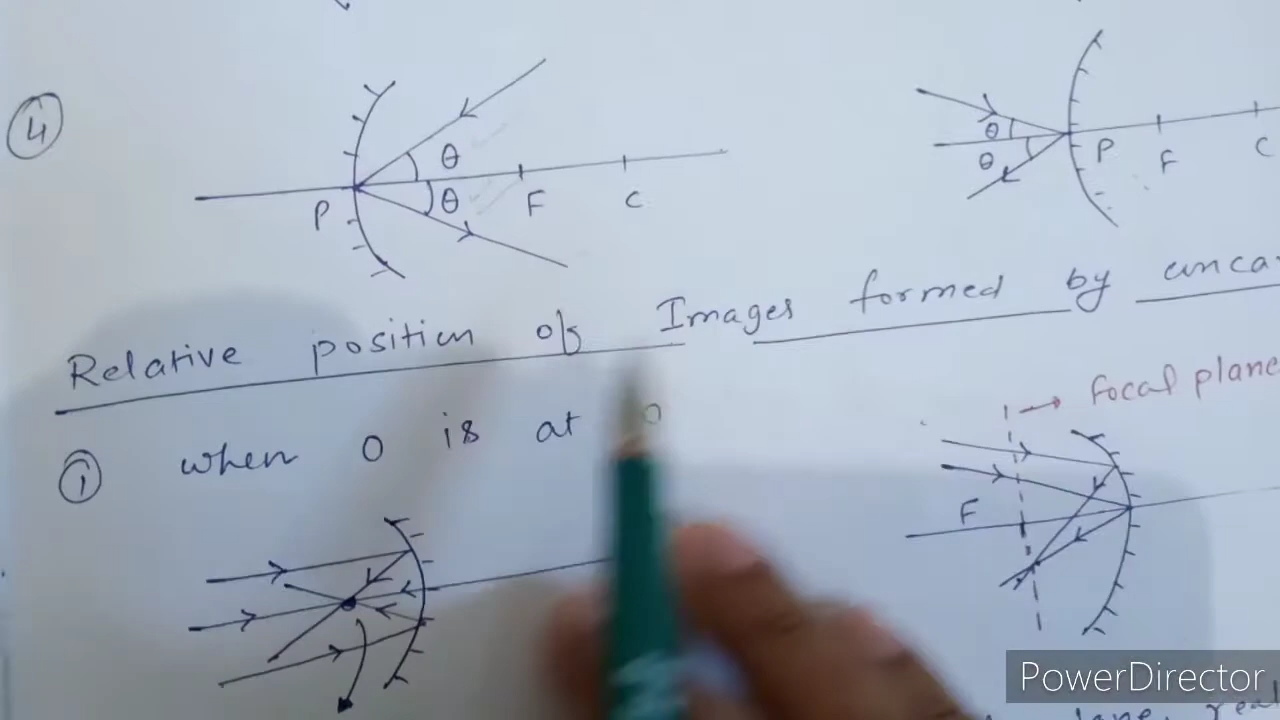 4
θ
θ
P
F
C
θ
θ
P
F
C
Relative position of Images formed by
① when O is at
Focal plane
F
PowerDirector